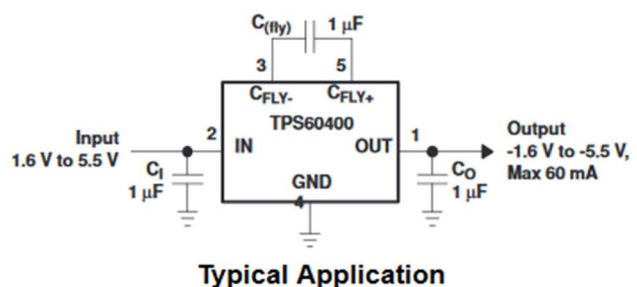 C(fly) 1 µF
3 5
CFLY- CFLY+
TPS60400
Input
1.6 V to 5.5 V
2
IN
OUT
1
Output
-1.6 V to -5.5 V,
Max 60 mA
CI
1 µF
GND
4
CO
1 µF
Typical Application